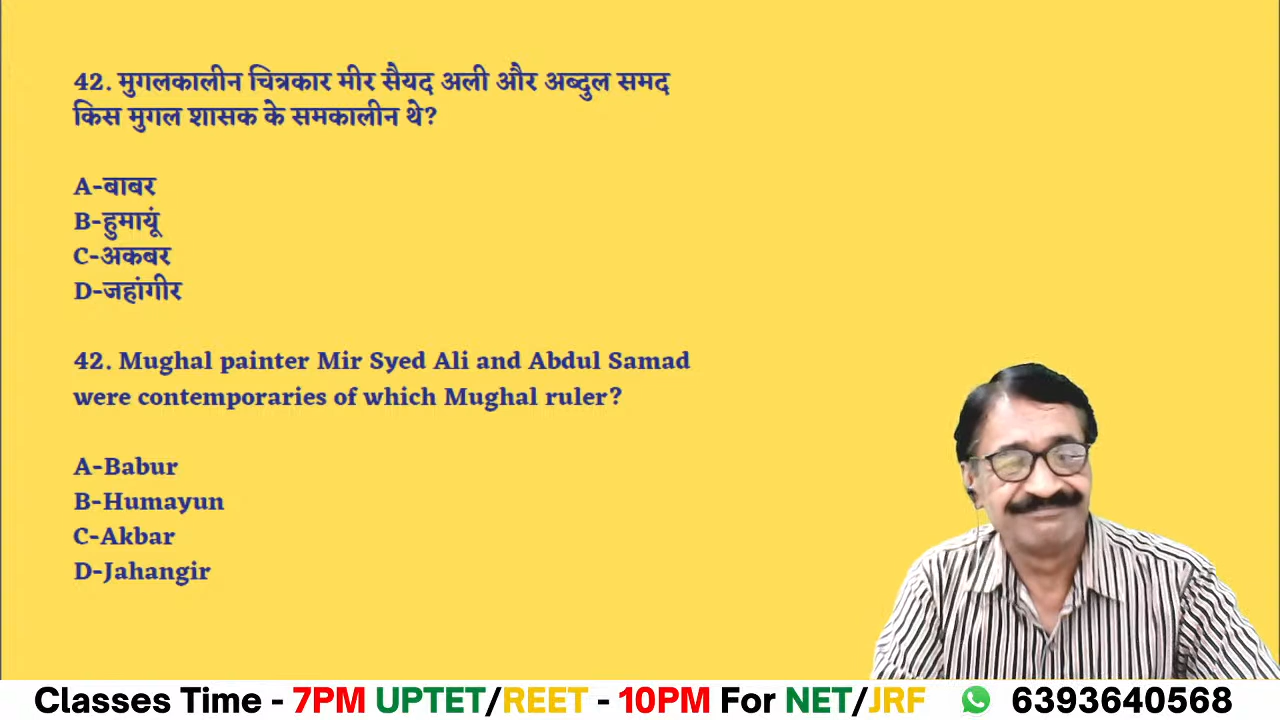 42. मुगलकालीन चित्रकार मीर सैयद अली और अब्दुल समद
किस मुगल शासक के समकालीन थे?
A-बाबर
B-हुमायूं
C-अकबर
D-जहांगीर
42. Mughal painter Mir Syed Ali and Abdul Samad
were contemporaries of which Mughal ruler?
A-Babur
B-Humayun
C-Akbar
D-Jahangir
Classes Time - 7PM UPTET/REET - 10PM For NET/JRF 6393640568